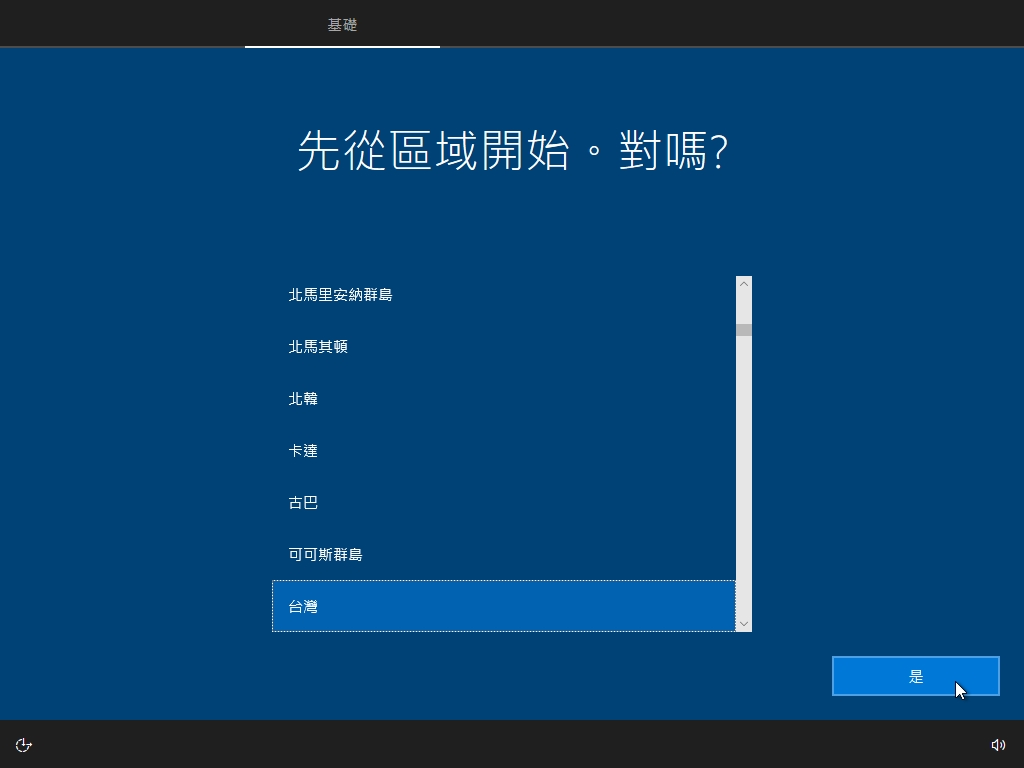 基礎
先從區域開始。對嗎?
北馬里安納群島
北馬其頓
北韓
卡達
古巴
可可斯群島
台灣
是